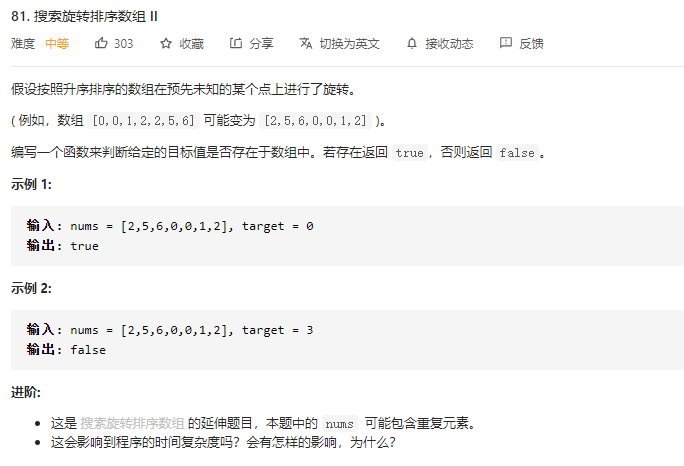 81. 搜索旋转排序数组 II
难度 中等 303 收藏 分享 切换为英文 接收动态 反馈
假设按照升序排序的数组在预先未知的某个点上进行了旋转。
( 例如，数组 [0,0,1,2,2,5,6] 可能变为 [2,5,6,0,0,1,2] )。
编写一个函数来判断给定的目标值是否存在于数组中。若存在返回 true，否则返回 false。
示例 1:
输入: nums = [2,5,6,0,0,1,2], target = 0
输出: true
示例 2:
输入: nums = [2,5,6,0,0,1,2], target = 3
输出: false
进阶:
这是 搜索旋转排序数组 的延伸题目，本题中的 nums 可能包含重复元素。
这会影响到程序的时间复杂度吗？会有怎样的影响，为什么？